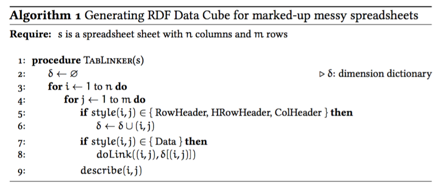 Algorithm 1 Generating RDF Data Cube for marked-up messy spreadsheets
Require: s is a spreadsheet sheet with n columns and m rows
1: procedure TabLinker(s)
2: δ ← ∅ ▷ δ: dimension dictionary
3: for i ← 1 to n do
4: for j ← 1 to m do
5: if style(i, j) ∈ { RowHeader, HRowHeader, ColHeader } then
6: δ ← δ ∪ (i, j)
7: if style(i, j) ∈ { Data } then
8: doLink((i, j), δ[(i, j)])
9: describe(i, j)